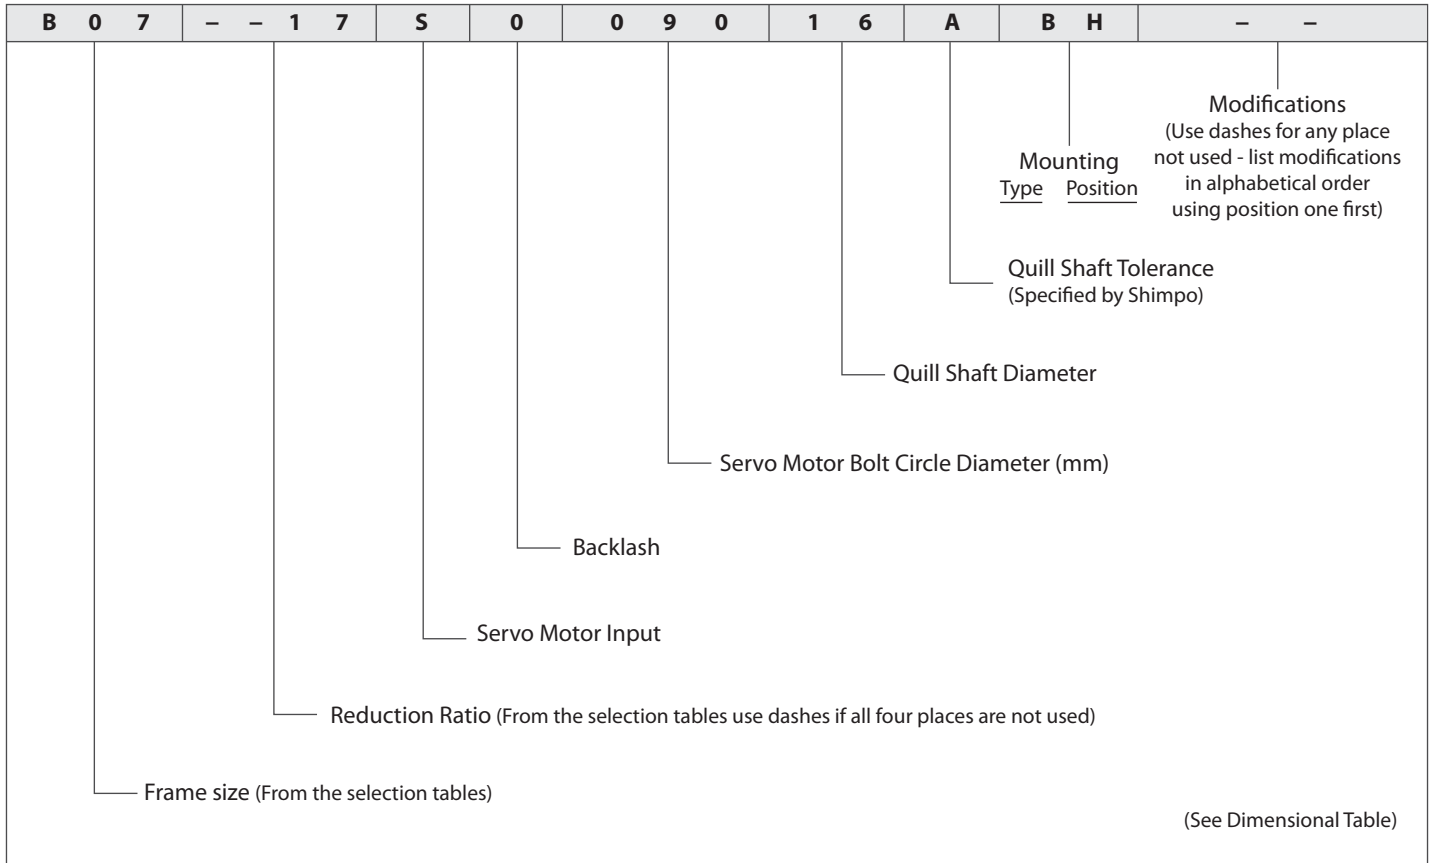 B 0 7 – – 1 7 S 0 0 9 0 1 6 A B H – –
Modifications
(Use dashes for any place
not used - list modifications
in alphabetical order
using position one first)
Mounting
Type Position
Quill Shaft Tolerance
(Specified by Shimpo)
Quill Shaft Diameter
Servo Motor Bolt Circle Diameter (mm)
Backlash
Servo Motor Input
Reduction Ratio (From the selection tables use dashes if all four places are not used)
Frame size (From the selection tables)
(See Dimensional Table)